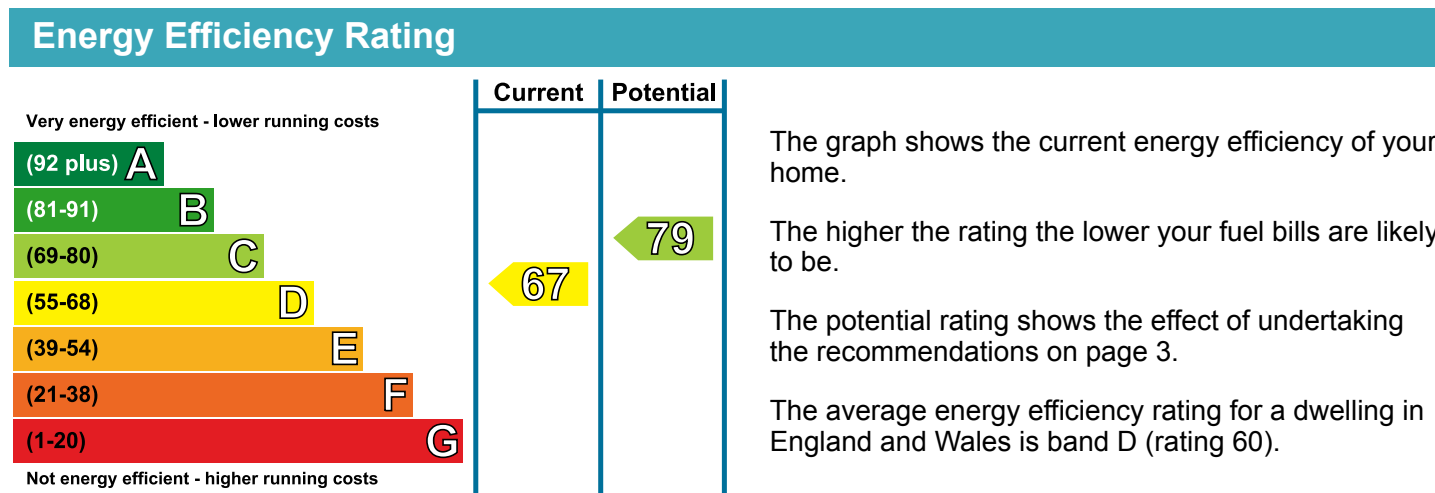 Energy Efficiency Rating
Current Potential
Very energy efficient - lower running costs
(92 plus) A
(81-91) B
(69-80) C
(55-68) D
(39-54) E
(21-38) F
(1-20) G
Not energy efficient - higher running costs
67
79
The graph shows the current energy efficiency of your
home.
The higher the rating the lower your fuel bills are likely
to be.
The potential rating shows the effect of undertaking
the recommendations on page 3.
The average energy efficiency rating for a dwelling in
England and Wales is band D (rating 60).